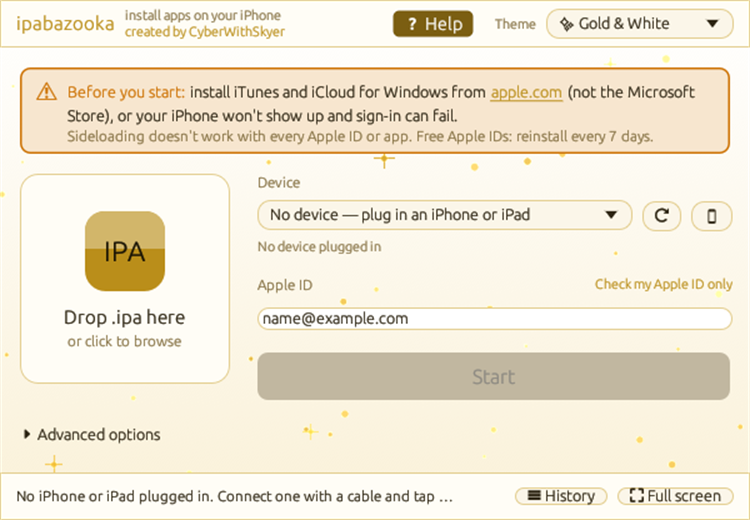 ipabazooka
install apps on your iPhone
created by CyberWithSkyer
? Help
Theme
Gold & White
Before you start: install iTunes and iCloud for Windows from apple.com (not the Microsoft
Store), or your iPhone won't show up and sign-in can fail.
Sideloading doesn't work with every Apple ID or app. Free Apple IDs: reinstall every 7 days.
IPA
Drop .ipa here
or click to browse
Device
No device — plug in an iPhone or iPad
No device plugged in
Apple ID
Check my Apple ID only
name@example.com
Start
Advanced options
No iPhone or iPad plugged in. Connect one with a cable and tap ...
History
Full screen